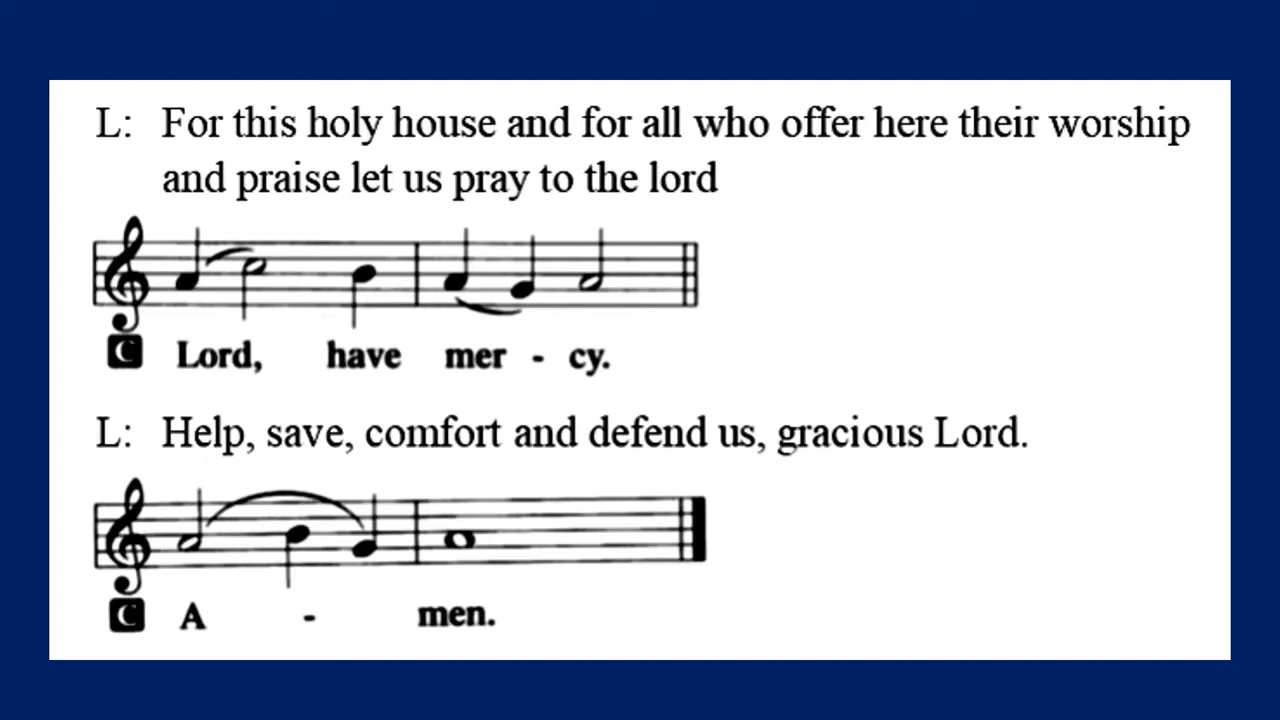 L: For this holy house and for all who offer here their worship
and praise let us pray to the lord
C Lord, have mer - cy.
L: Help, save, comfort and defend us, gracious Lord.
C A - men.